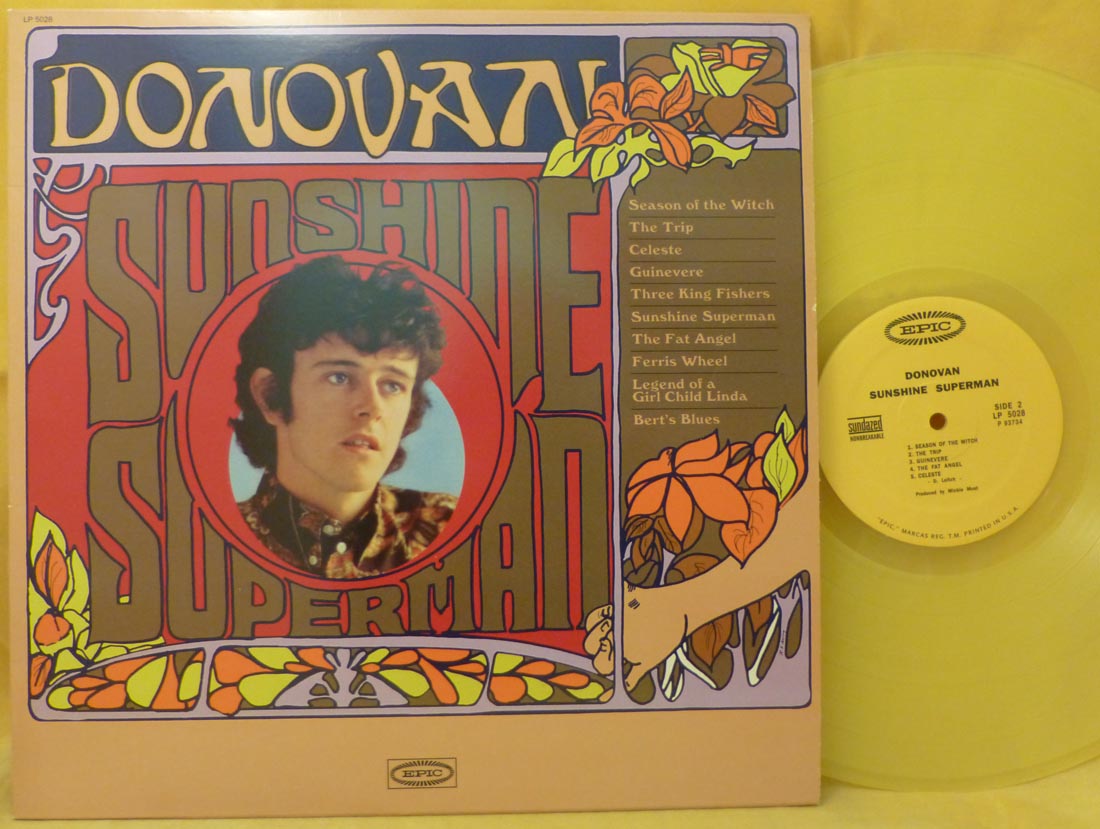 LP 5028
DONOVAN
SUNSHINE
SUPERMAN
Season of the Witch
The Trip
Celeste
Guinevere
Three King Fishers
Sunshine Superman
The Fat Angel
Ferris Wheel
Legend of a
Girl Child Linda
Bert's Blues
EPIC
EPIC
DONOVAN
SUNSHINE SUPERMAN
SIDE 2
LP 5028
P 93734
sundazed
NONBREAKABLE
1. SEASON OF THE WITCH
2. THE TRIP
3. GUINEVERE
4. THE FAT ANGEL
5. CELESTE
- D. Leitch -
Produced by Mickie Most
"EPIC," MARCAS REG. T.M. PRINTED IN U.S.A.